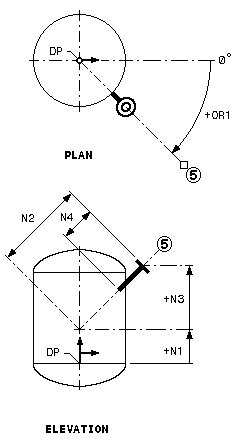 DP
0°
+OR1
5
PLAN
N2
N4
5
+N3
DP
+N1
ELEVATION